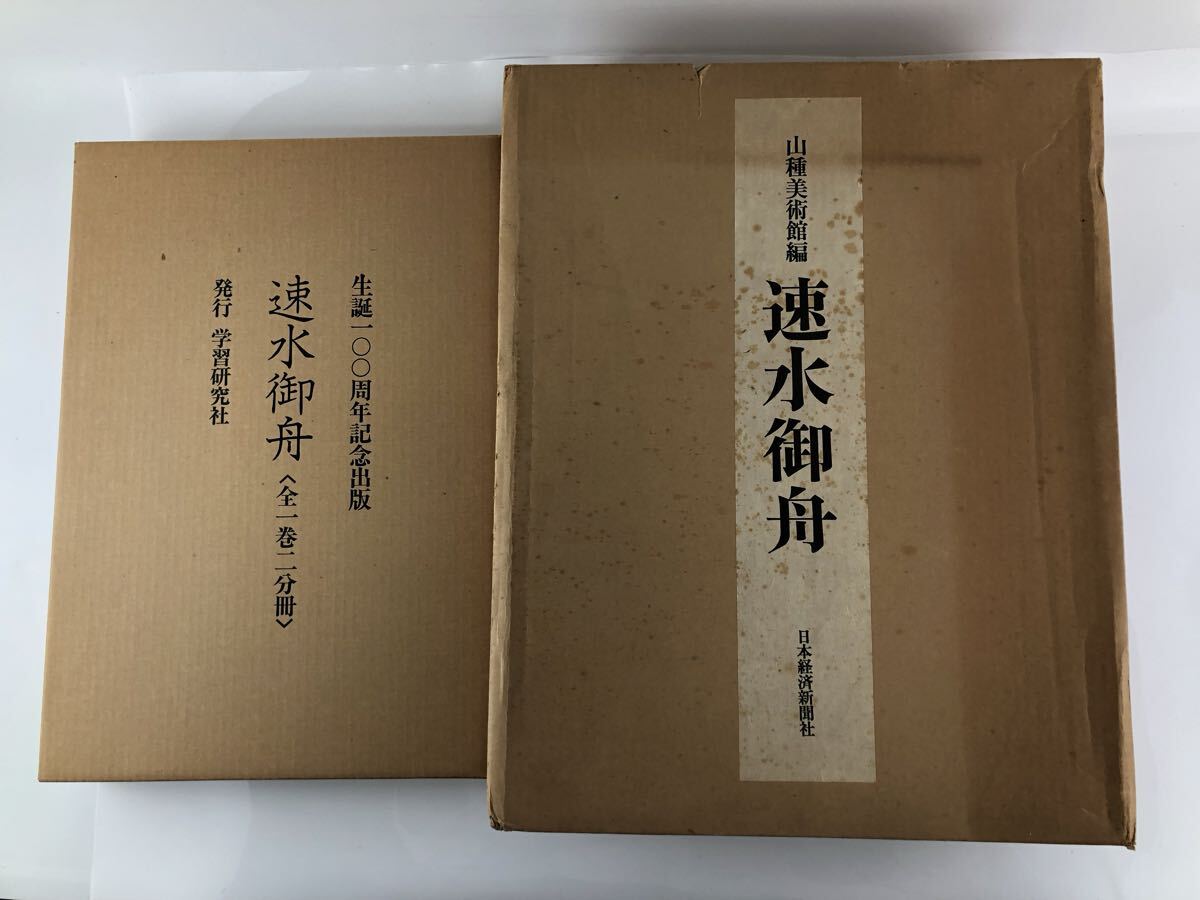 生誕一〇〇周年記念出版
速水御舟〈全一巻二分冊〉
発行 学習研究社
山種美術館編
速水御舟
日本経済新聞社